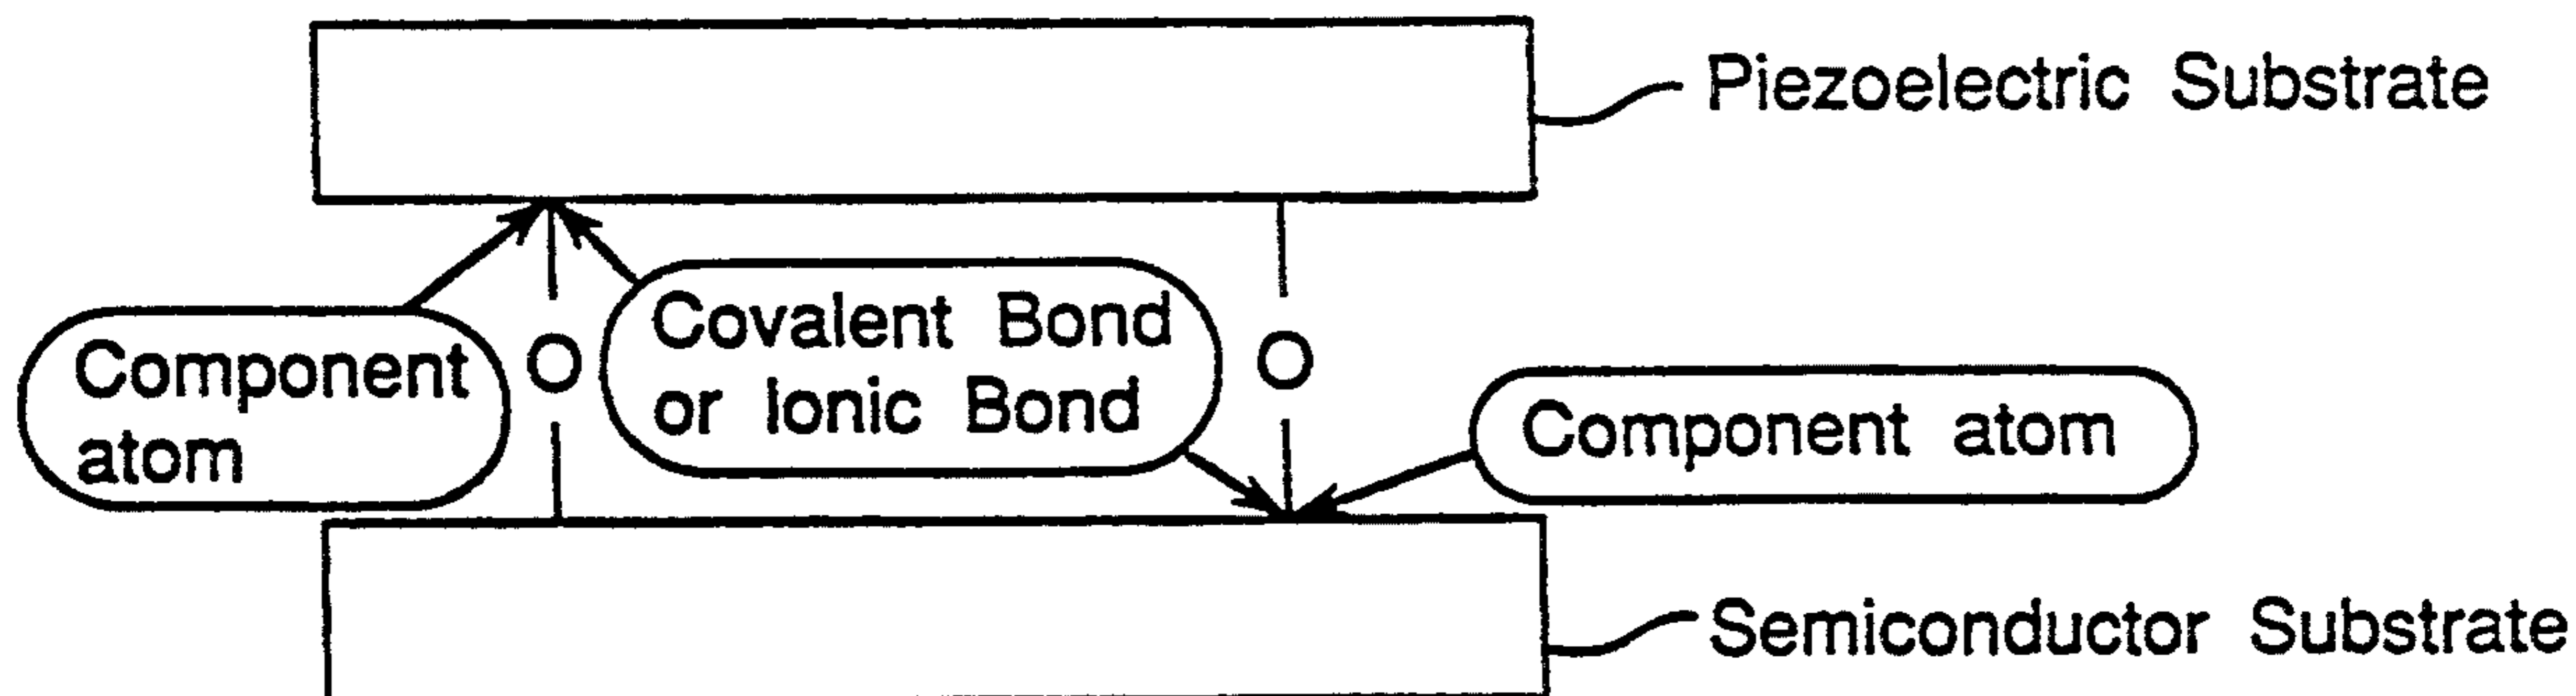 Piezoelectric Substrate
Component
atom
O
Covalent Bond
or Ionic Bond
O
Component atom
Semiconductor Substrate